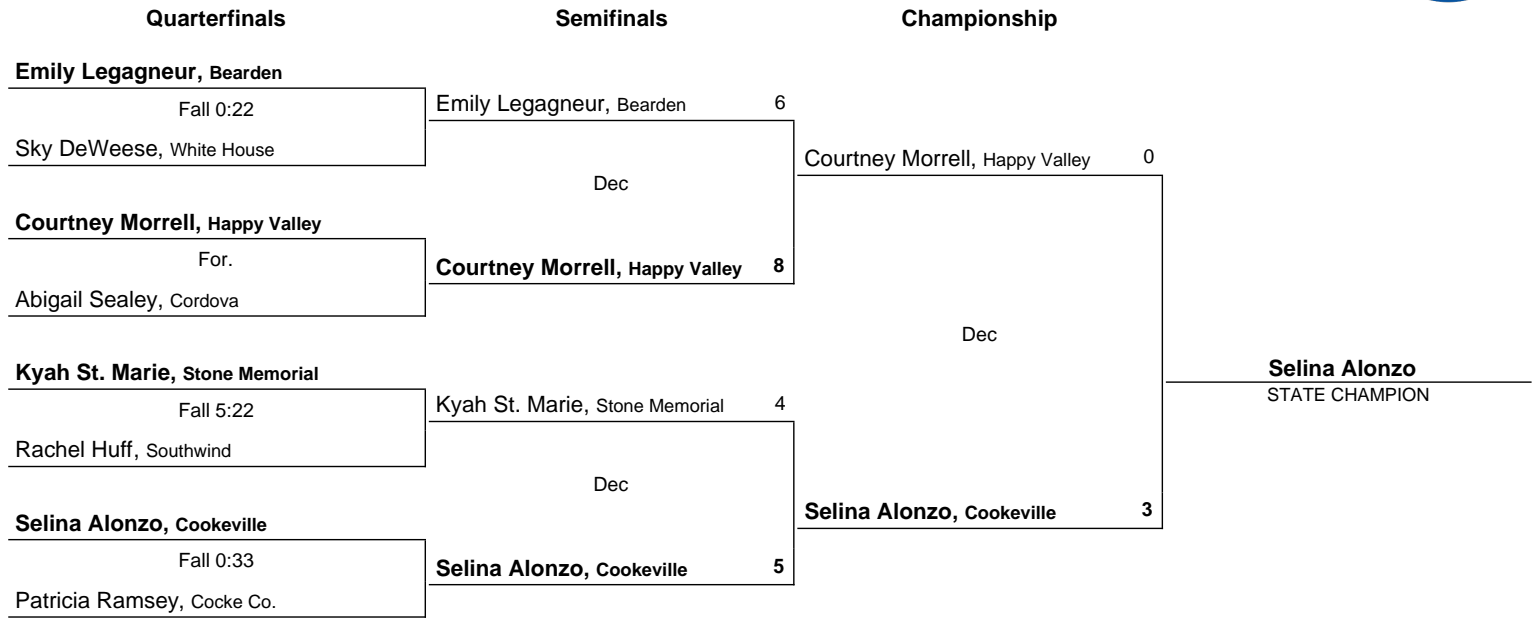 Quarterfinals Semifinals Championship
Emily Legagneur, Bearden
Fall 0:22
Sky DeWeese, White House
Courtney Morrell, Happy Valley
For.
Abigail Sealey, Cordova
Kyah St. Marie, Stone Memorial
Fall 5:22
Rachel Huff, Southwind
Selina Alonzo, Cookeville
Fall 0:33
Patricia Ramsey, Cocke Co.
Emily Legagneur, Bearden 6
Dec
Courtney Morrell, Happy Valley 8
Kyah St. Marie, Stone Memorial 4
Dec
Selina Alonzo, Cookeville 5
Courtney Morrell, Happy Valley 0
Dec
Selina Alonzo, Cookeville 3
Selina Alonzo
STATE CHAMPION